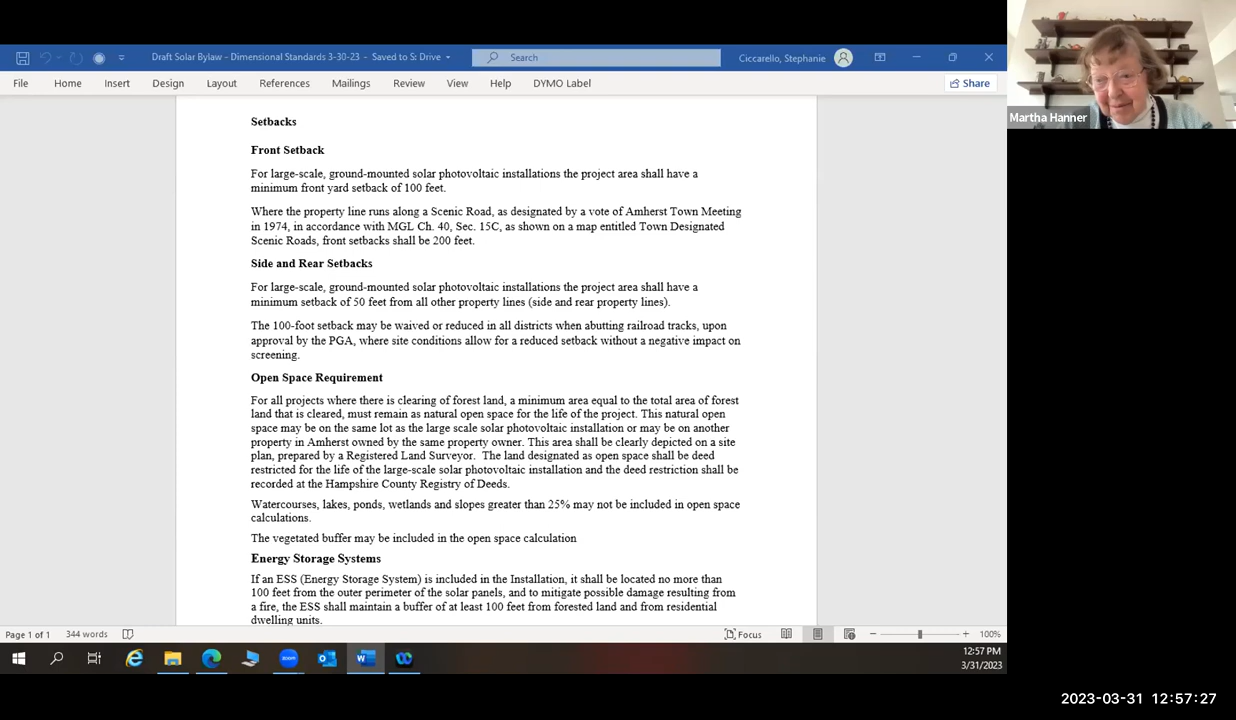 Draft Solar Bylaw - Dimensional Standards 3-30-23 - Saved to S: Drive
Search
Ciccarello, Stephanie
File Home Insert Design Layout References Mailings Review View Help DYMO Label Share
Martha Hanner
Setbacks
Front Setback
For large-scale, ground-mounted solar photovoltaic installations the project area shall have a
minimum front yard setback of 100 feet.
Where the property line runs along a Scenic Road, as designated by a vote of Amherst Town Meeting
in 1974, in accordance with MGL Ch. 40, Sec. 15C, as shown on a map entitled Town Designated
Scenic Roads, front setbacks shall be 200 feet.
Side and Rear Setbacks
For large-scale, ground-mounted solar photovoltaic installations the project area shall have a
minimum setback of 50 feet from all other property lines (side and rear property lines).
The 100-foot setback may be waived or reduced in all districts when abutting railroad tracks, upon
approval by the PGA, where site conditions allow for a reduced setback without a negative impact on
screening.
Open Space Requirement
For all projects where there is clearing of forest land, a minimum area equal to the total area of forest
land that is cleared, must remain as natural open space for the life of the project. This natural open
space may be on the same lot as the large scale solar photovoltaic installation or may be on another
property in Amherst owned by the same property owner. This area shall be clearly depicted on a site
plan, prepared by a Registered Land Surveyor. The land designated as open space shall be deed
restricted for the life of the large-scale solar photovoltaic installation and the deed restriction shall be
recorded at the Hampshire County Registry of Deeds.
Watercourses, lakes, ponds, wetlands and slopes greater than 25% may not be included in open space
calculations.
The vegetated buffer may be included in the open space calculation
Energy Storage Systems
If an ESS (Energy Storage System) is included in the Installation, it shall be located no more than
100 feet from the outer perimeter of the solar panels, and to mitigate possible damage resulting from
a fire, the ESS shall maintain a buffer of at least 100 feet from forested land and from residential
dwelling units.
Page 1 of 1 344 words Focus 100%
12:57 PM
3/31/2023
2023-03-31 12:57:27